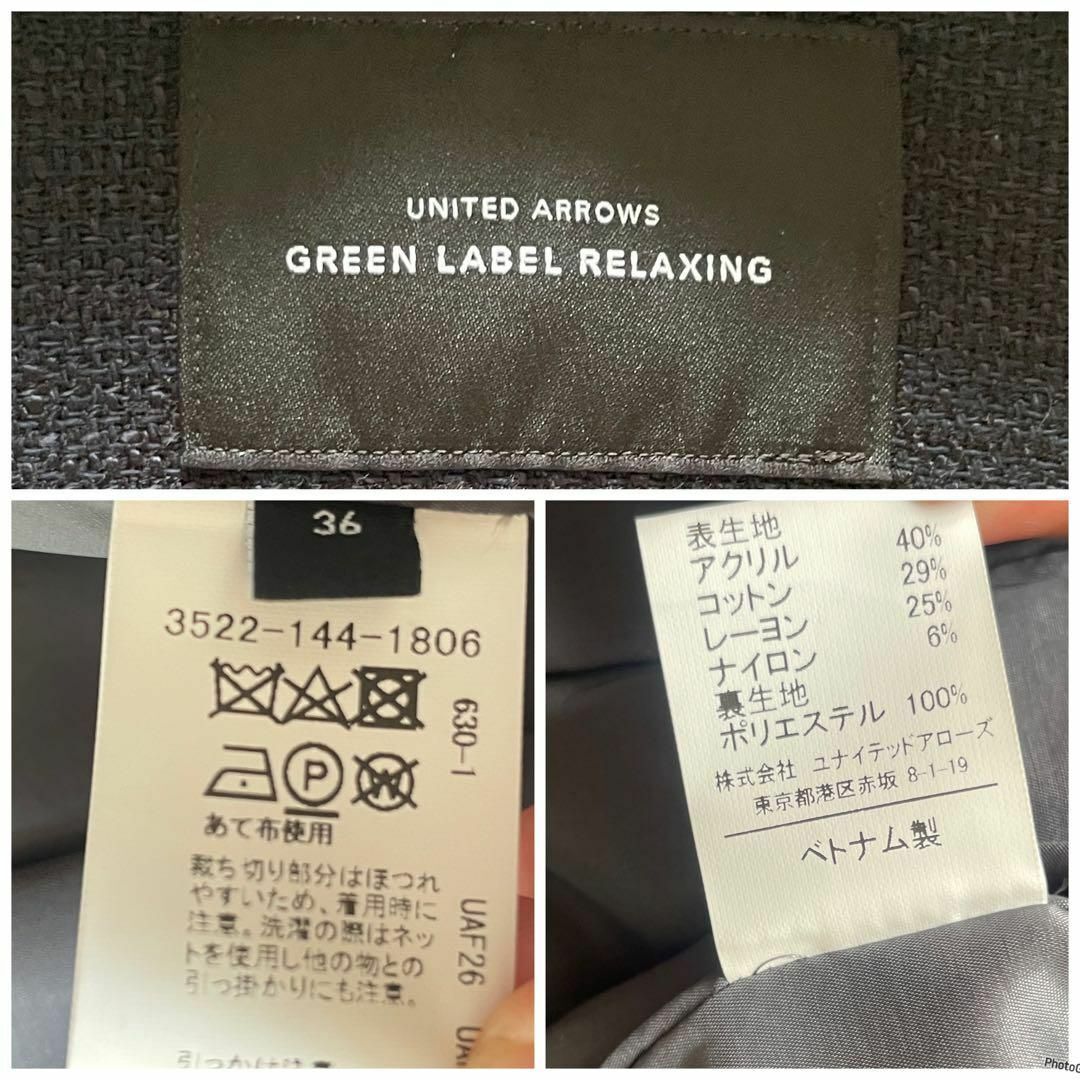 UNITED ARROWS
GREEN LABEL RELAXING
36
3522-144-1806
630-1
P
W
あて布使用
裁ち切り部分はほつれ
やすいため、着用時に
注意。洗濯の際はネッ
トを使用し他の物との
引っ掛かりにも注意。
UAF26
表生地
アクリル 40%
コットン 29%
レーヨン 25%
ナイロン 6%
裏生地
ポリエステル 100%
株式会社 ユナイテッドアローズ
東京都港区赤坂 8-1-19
ベトナム製